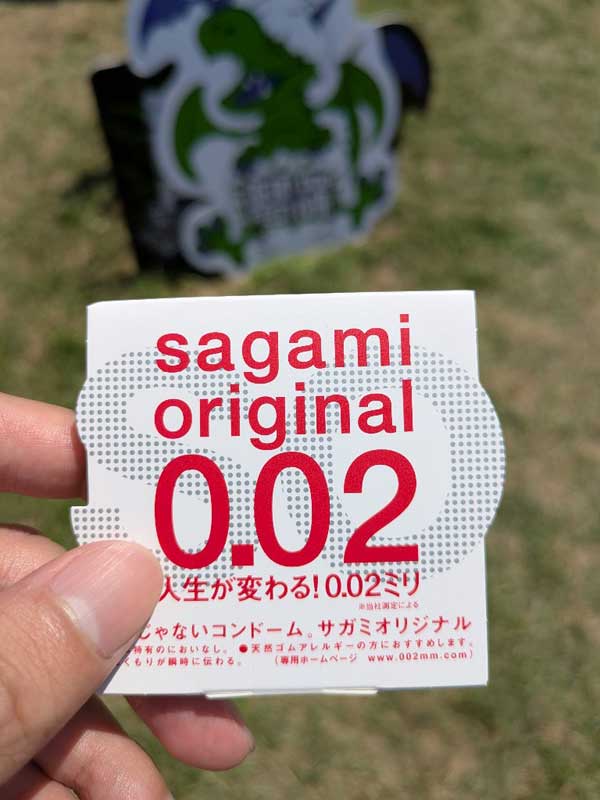 sagami
original
0.02
人生が変わる!0.02ミリ
※当社測定による
じゃないコンドーム。サガミオリジナル
特有のにおいなし。●天然ゴムアレルギーの方におすすめします。
くもりが瞬時に伝わる。 (専用ホームページ www.002mm.com)